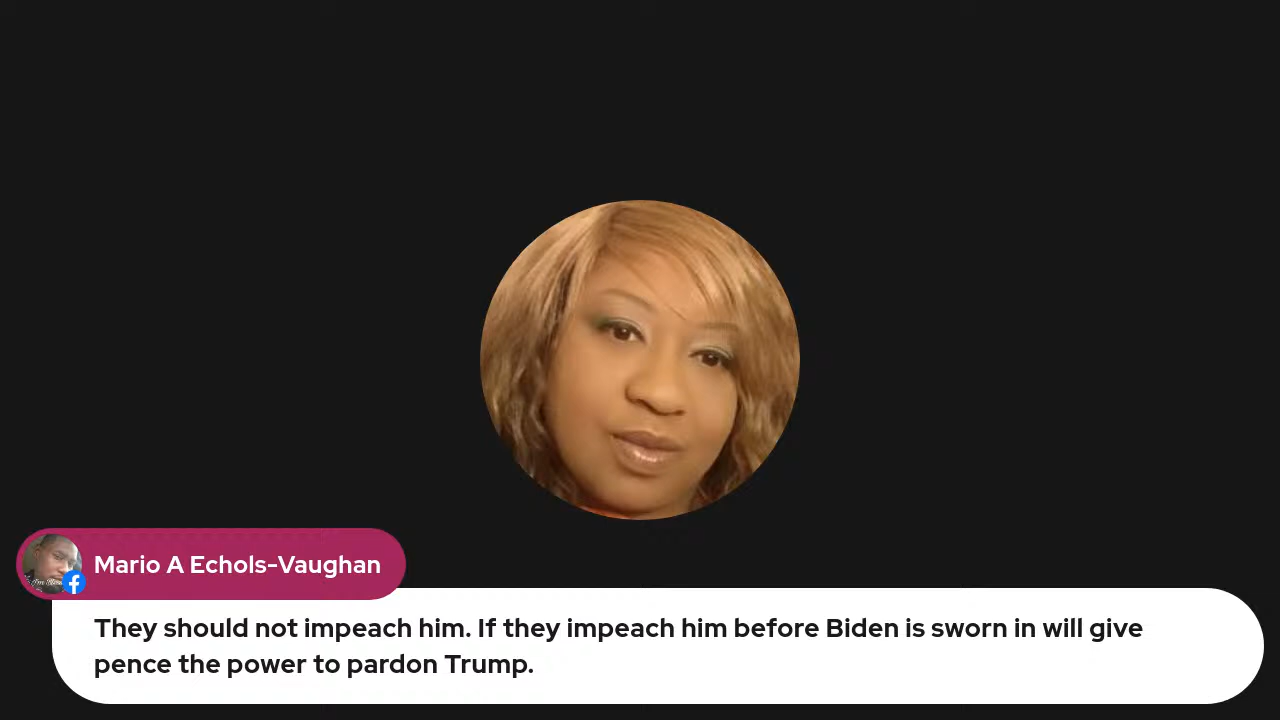 Mario A Echols-Vaughan
They should not impeach him. If they impeach him before Biden is sworn in will give
pence the power to pardon Trump.